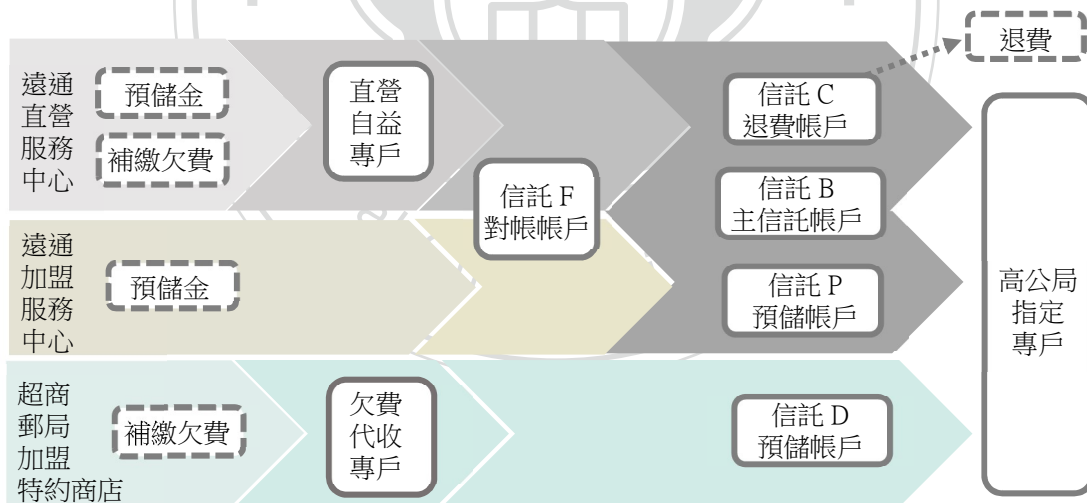 退費
遠通
直營
服務
中心
預儲金
補繳欠費
直營
自益
專戶
信託 F
對帳帳戶
信託 C
退費帳戶
信託 B
主信託帳戶
信託 P
預儲帳戶
遠通
加盟
服務
中心
預儲金
超商
郵局
加盟
特約商店
補繳欠費
欠費
代收
專戶
信託 D
預儲帳戶
高公局
指定
專戶